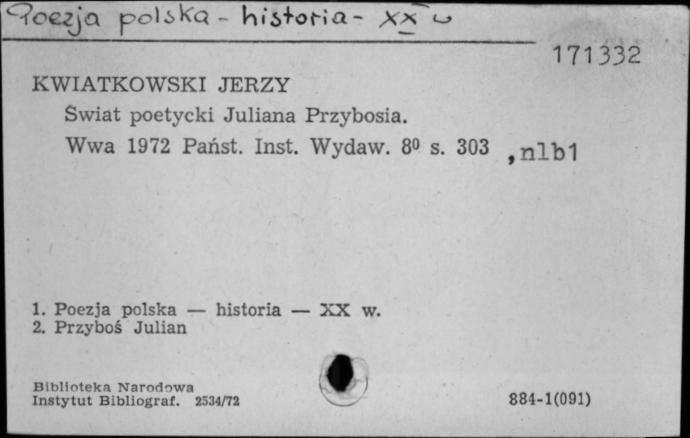 Poezja polska - historia - XX w
171332
KWIATKOWSKI JERZY
Świat poetycki Juliana Przybosia.
Wwa 1972 Państ. Inst. Wydaw. 8⁰ s. 303 , nlb1
1. Poezja polska — historia — XX w.
2. Przyboś Julian
Biblioteka Narodowa
Instytut Bibliograf. 2534/72
884-1(091)